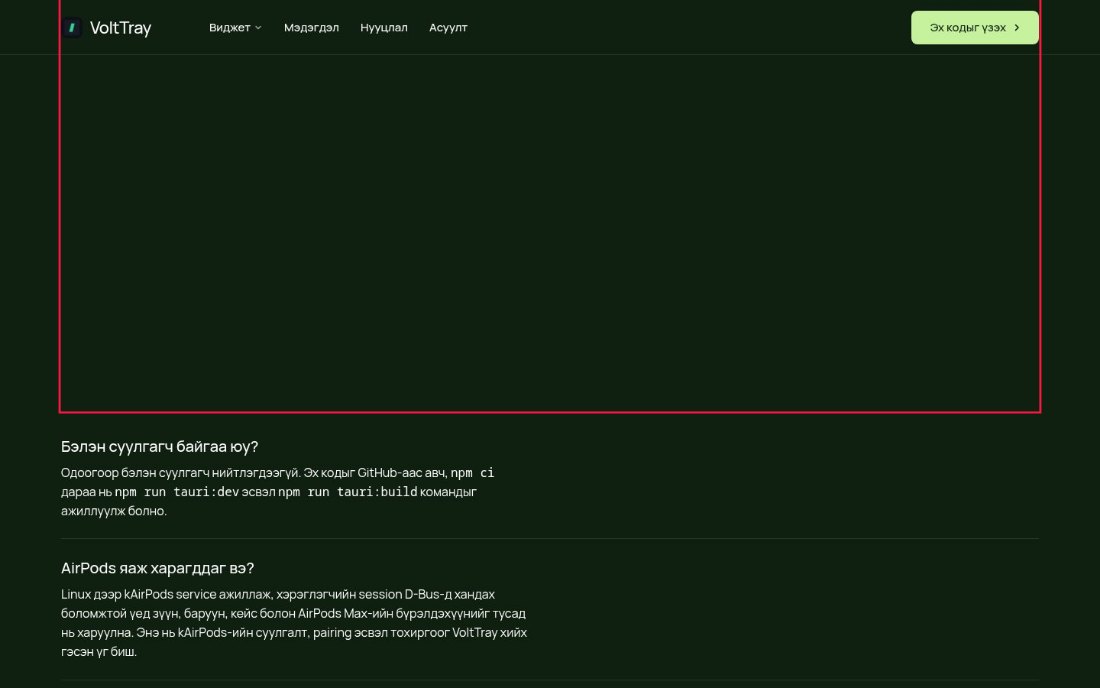 VoltTray
Виджет
Мэдэгдэл
Нууцлал
Асуулт
Эх кодыг үзэх
Бэлэн суулгагч байгаа юу?
Одоогоор бэлэн суулгагч нийтлэгдээгүй. Эх кодыг GitHub-аас авч, npm ci
дараа нь npm run tauri:dev эсвэл npm run tauri:build командыг
ажиллуулж болно.
AirPods яаж харагддаг вэ?
Linux дээр kAirPods service ажиллаж, хэрэглэгчийн session D-Bus-д хандах
боломжтой үед зүүн, баруун, кейс болон AirPods Max-ийн бүрэлдэхүүнийг тусад
нь харуулна. Энэ нь kAirPods-ийн суулгалт, pairing эсвэл тохиргоог VoltTray хийх
гэсэн үг биш.